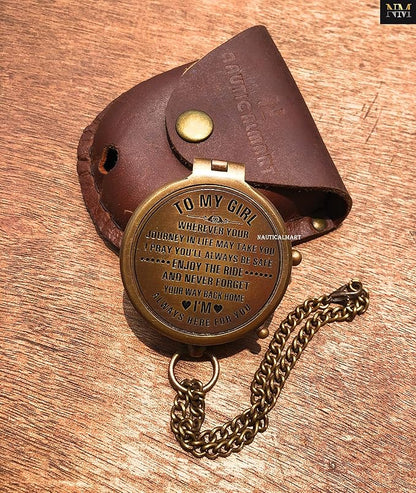 NM
NAUTICALMART
TO MY GIRL
WHEREVER YOUR
JOURNEY IN LIFE MAY TAKE YOU
I PRAY YOU'LL ALWAYS BE SAFE
ENJOY THE RIDE
AND NEVER FORGET
YOUR WAY BACK HOME
♥I'M♥
ALWAYS HERE FOR YOU
NAUTICALMART